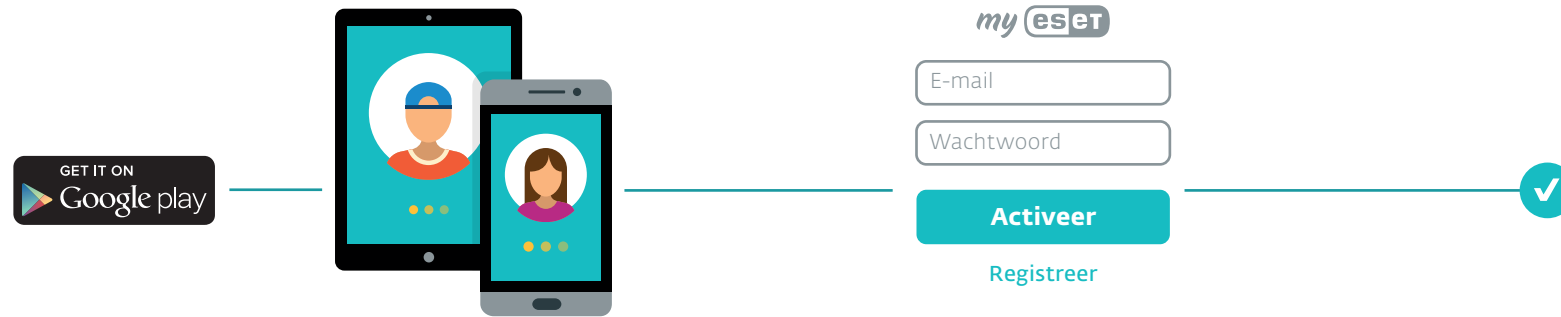 GET IT ON
Google play
my eset
E-mail
Wachtwoord
Activeer
Registreer